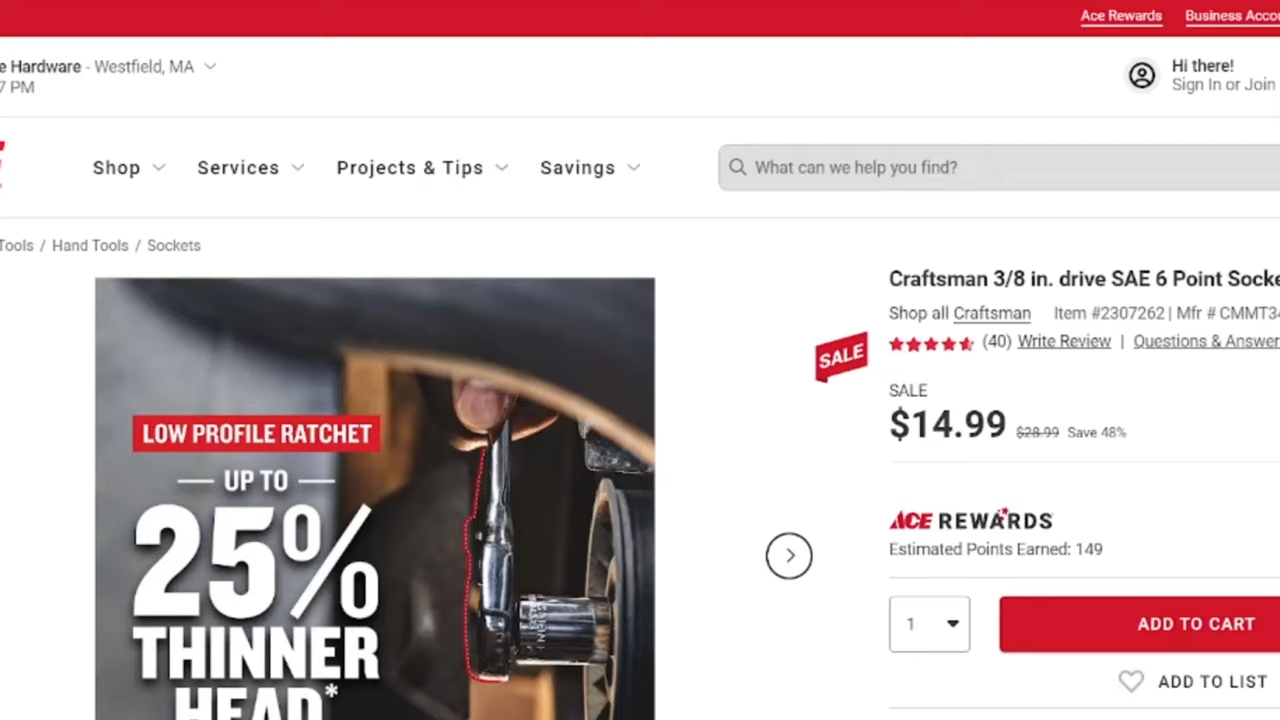 Ace Rewards Business Acco
e Hardware - Westfield, MA
7 PM
Hi there!
Sign In or Join
Shop Services Projects & Tips Savings
What can we help you find?
Tools / Hand Tools / Sockets
Craftsman 3/8 in. drive SAE 6 Point Socke
Shop all Craftsman Item #2307262 | Mfr # CMMT34
(40) Write Review | Questions & Answer
SALE
SALE
$14.99 $28.99 Save 48%
ACE REWARDS
Estimated Points Earned: 149
1
ADD TO CART
ADD TO LIST
LOW PROFILE RATCHET
UP TO
25%
THINNER
HEAD*